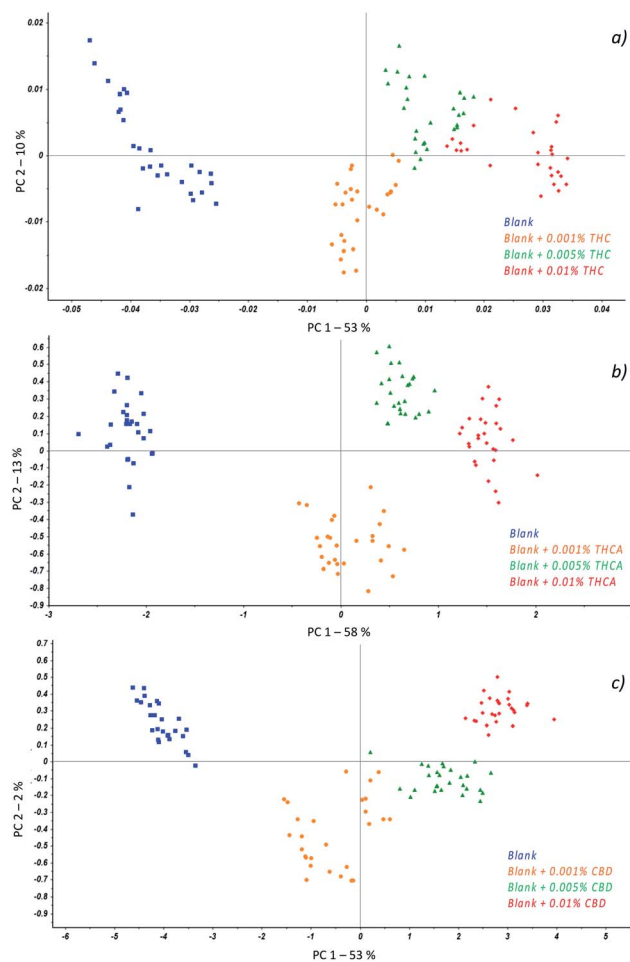 a)
0.02
0.01
0
-0.01
-0.02
PC 2 – 10 %
-0.05 -0.04 -0.03 -0.02 -0.01 0 0.01 0.02 0.03 0.04
PC 1 – 53 %
Blank
Blank + 0.001% THC
Blank + 0.005% THC
Blank + 0.01% THC
b)
0.6
0.5
0.4
0.3
0.2
0.1
0
-0.1
-0.2
-0.3
-0.4
-0.5
-0.6
-0.7
-0.8
-0.9
PC 2 – 13 %
-3 -2 -1 0 1 2
PC 1 – 58 %
Blank
Blank + 0.001% THCA
Blank + 0.005% THCA
Blank + 0.01% THCA
c)
0.7
0.6
0.5
0.4
0.3
0.2
0.1
0
-0.1
-0.2
-0.3
-0.4
-0.5
-0.6
-0.7
-0.8
-0.9
PC 2 – 2 %
-6 -5 -4 -3 -2 -1 0 1 2 3 4 5
PC 1 – 53 %
Blank
Blank + 0.001% CBD
Blank + 0.005% CBD
Blank + 0.01% CBD